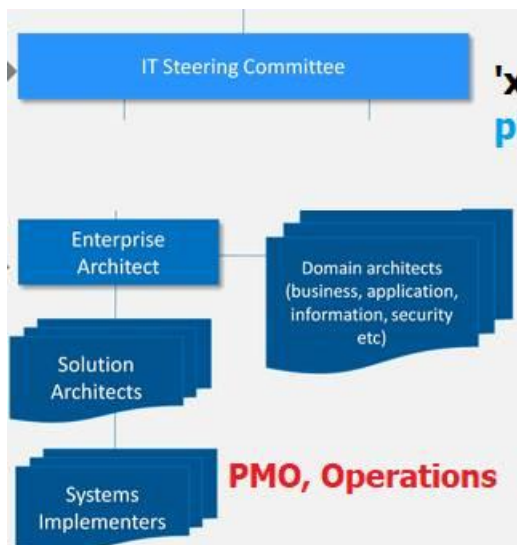 IT Steering Committee
'x
p
Enterprise
Architect
Domain architects
(business, application,
information, security
etc)
Solution
Architects
PMO, Operations
Systems
Implementers